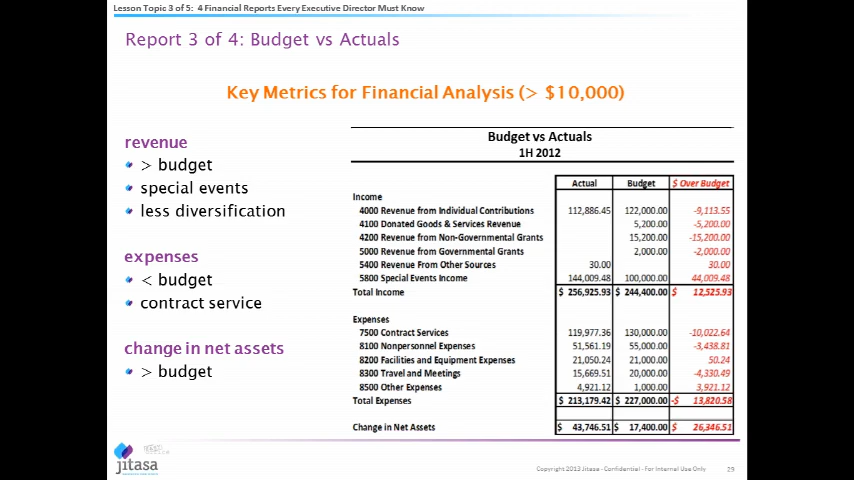 Lesson Topic 3 of 5: 4 Financial Reports Every Executive Director Must Know
Report 3 of 4: Budget vs Actuals
Key Metrics for Financial Analysis (> $10,000)
revenue
> budget
special events
less diversification
expenses
< budget
contract service
change in net assets
> budget
Budget vs Actuals
1H 2012
Actual Budget $ Over Budget
Income
4000 Revenue from Individual Contributions 112,886.45 122,000.00 -9,113.55
4100 Donated Goods & Services Revenue 5,200.00 -5,200.00
4200 Revenue from Non-Governmental Grants 15,200.00 -15,200.00
5000 Revenue from Governmental Grants 2,000.00 -2,000.00
5400 Revenue From Other Sources 30.00 30.00
5800 Special Events Income 144,009.48 100,000.00 44,009.48
Total Income $ 256,925.93 $ 244,400.00 $ 12,525.93
Expenses
7500 Contract Services 119,977.36 130,000.00 -10,022.64
8100 Nonpersonnel Expenses 51,561.19 55,000.00 -3,438.81
8200 Facilities and Equipment Expenses 21,050.24 21,000.00 50.24
8300 Travel and Meetings 15,669.51 20,000.00 -4,330.49
8500 Other Expenses 4,921.12 1,000.00 3,921.12
Total Expenses $ 213,179.42 $ 227,000.00 -$ 13,820.58
Change in Net Assets $ 43,746.51 $ 17,400.00 $ 26,346.51
jitasa
Copyright 2013 Jitasa - Confidential - For Internal Use Only 29